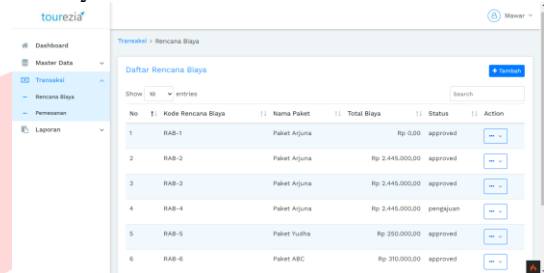 tourezia
Mawar
Dashboard
Master Data
Transaksi
Rencana Biaya
Pemesanan
Laporan
Transaksi > Rencana Biaya
Daftar Rencana Biaya
+ Tambah
Show 10 entries
Search
No Kode Rencana Biaya Nama Paket Total Biaya Status Action
1 RAB-1 Paket Arjuna Rp 0,00 approved
2 RAB-2 Paket Arjuna Rp 2.445.000,00 approved
3 RAB-3 Paket Arjuna Rp 2.445.000,00 approved
4 RAB-4 Paket Arjuna Rp 2.445.000,00 pengajuan
5 RAB-5 Paket Yudha Rp 250.000,00 approved
6 RAB-6 Paket ABC Rp 310.000,00 approved